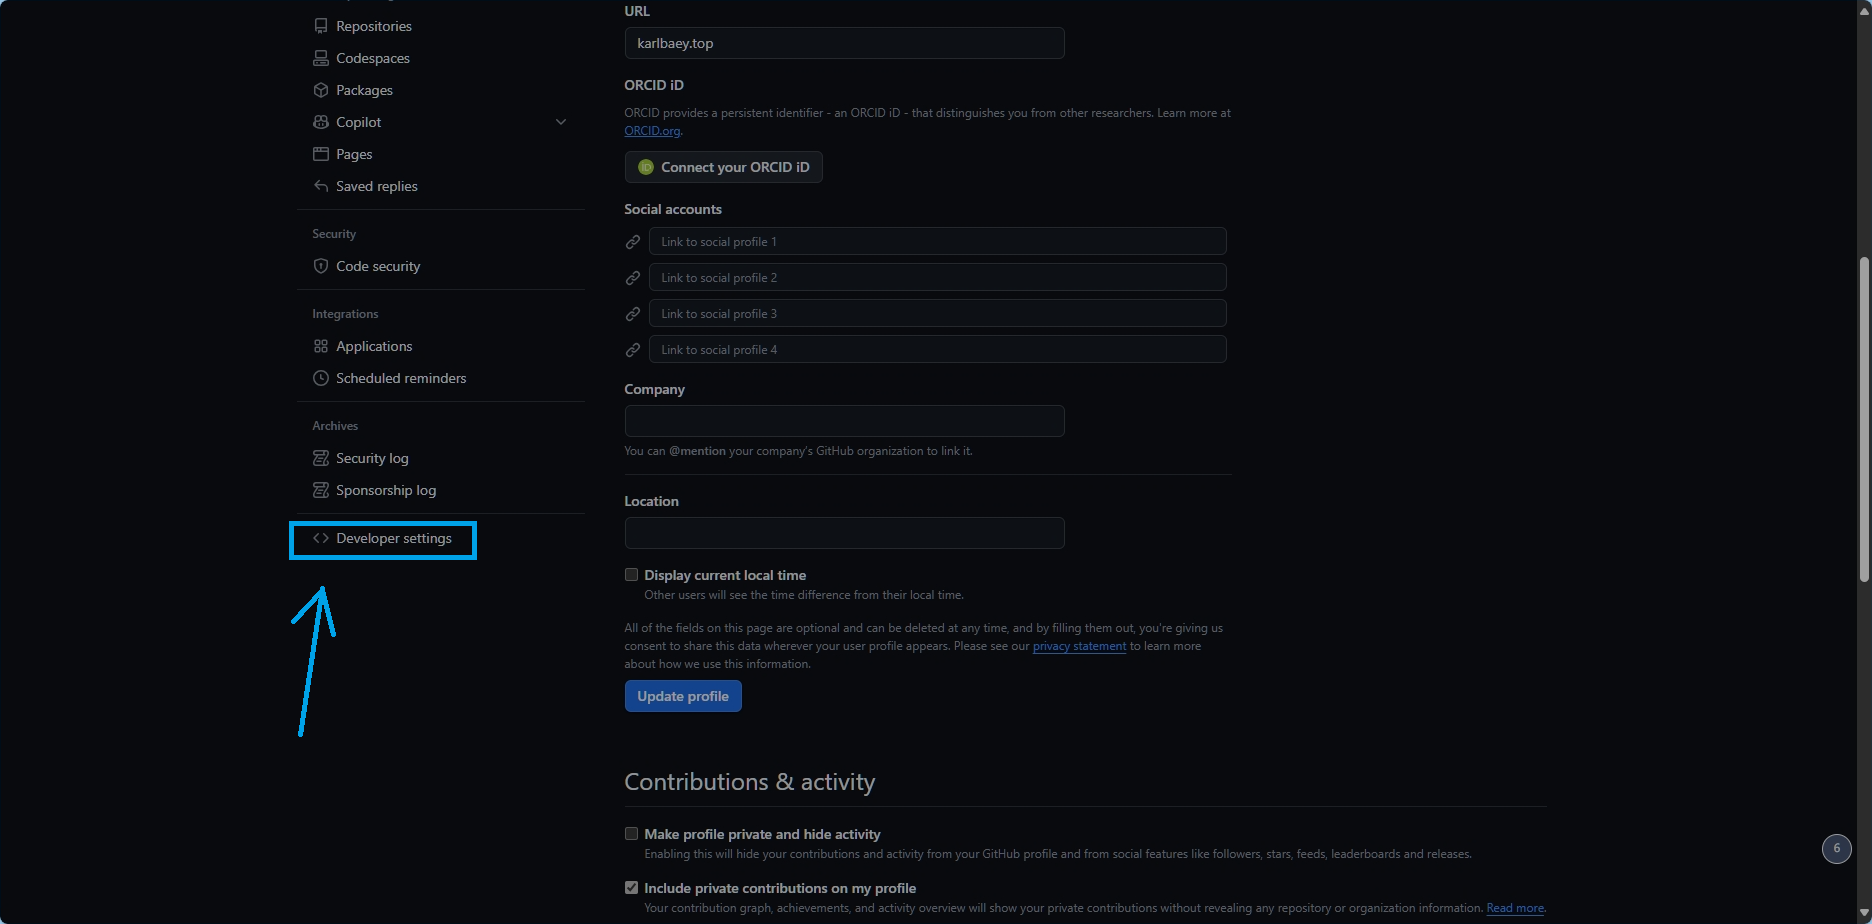 Repositories
Codespaces
Packages
Copilot
Pages
Saved replies
Security
Code security
Integrations
Applications
Scheduled reminders
Archives
Security log
Sponsorship log
Developer settings
URL
karlbaey.top
ORCID iD
ORCID provides a persistent identifier - an ORCID iD - that distinguishes you from other researchers. Learn more at
ORCID.org.
iD Connect your ORCID iD
Social accounts
Link to social profile 1
Link to social profile 2
Link to social profile 3
Link to social profile 4
Company
You can @mention your company's GitHub organization to link it.
Location
Display current local time
Other users will see the time difference from their local time.
All of the fields on this page are optional and can be deleted at any time, and by filling them out, you're giving us
consent to share this data wherever your user profile appears. Please see our privacy statement to learn more
about how we use this information.
Update profile
Contributions & activity
Make profile private and hide activity
Enabling this will hide your contributions and activity from your GitHub profile and from social features like followers, stars, feeds, leaderboards and releases.
Include private contributions on my profile
Your contribution graph, achievements, and activity overview will show your private contributions without revealing any repository or organization information. Read more.
6